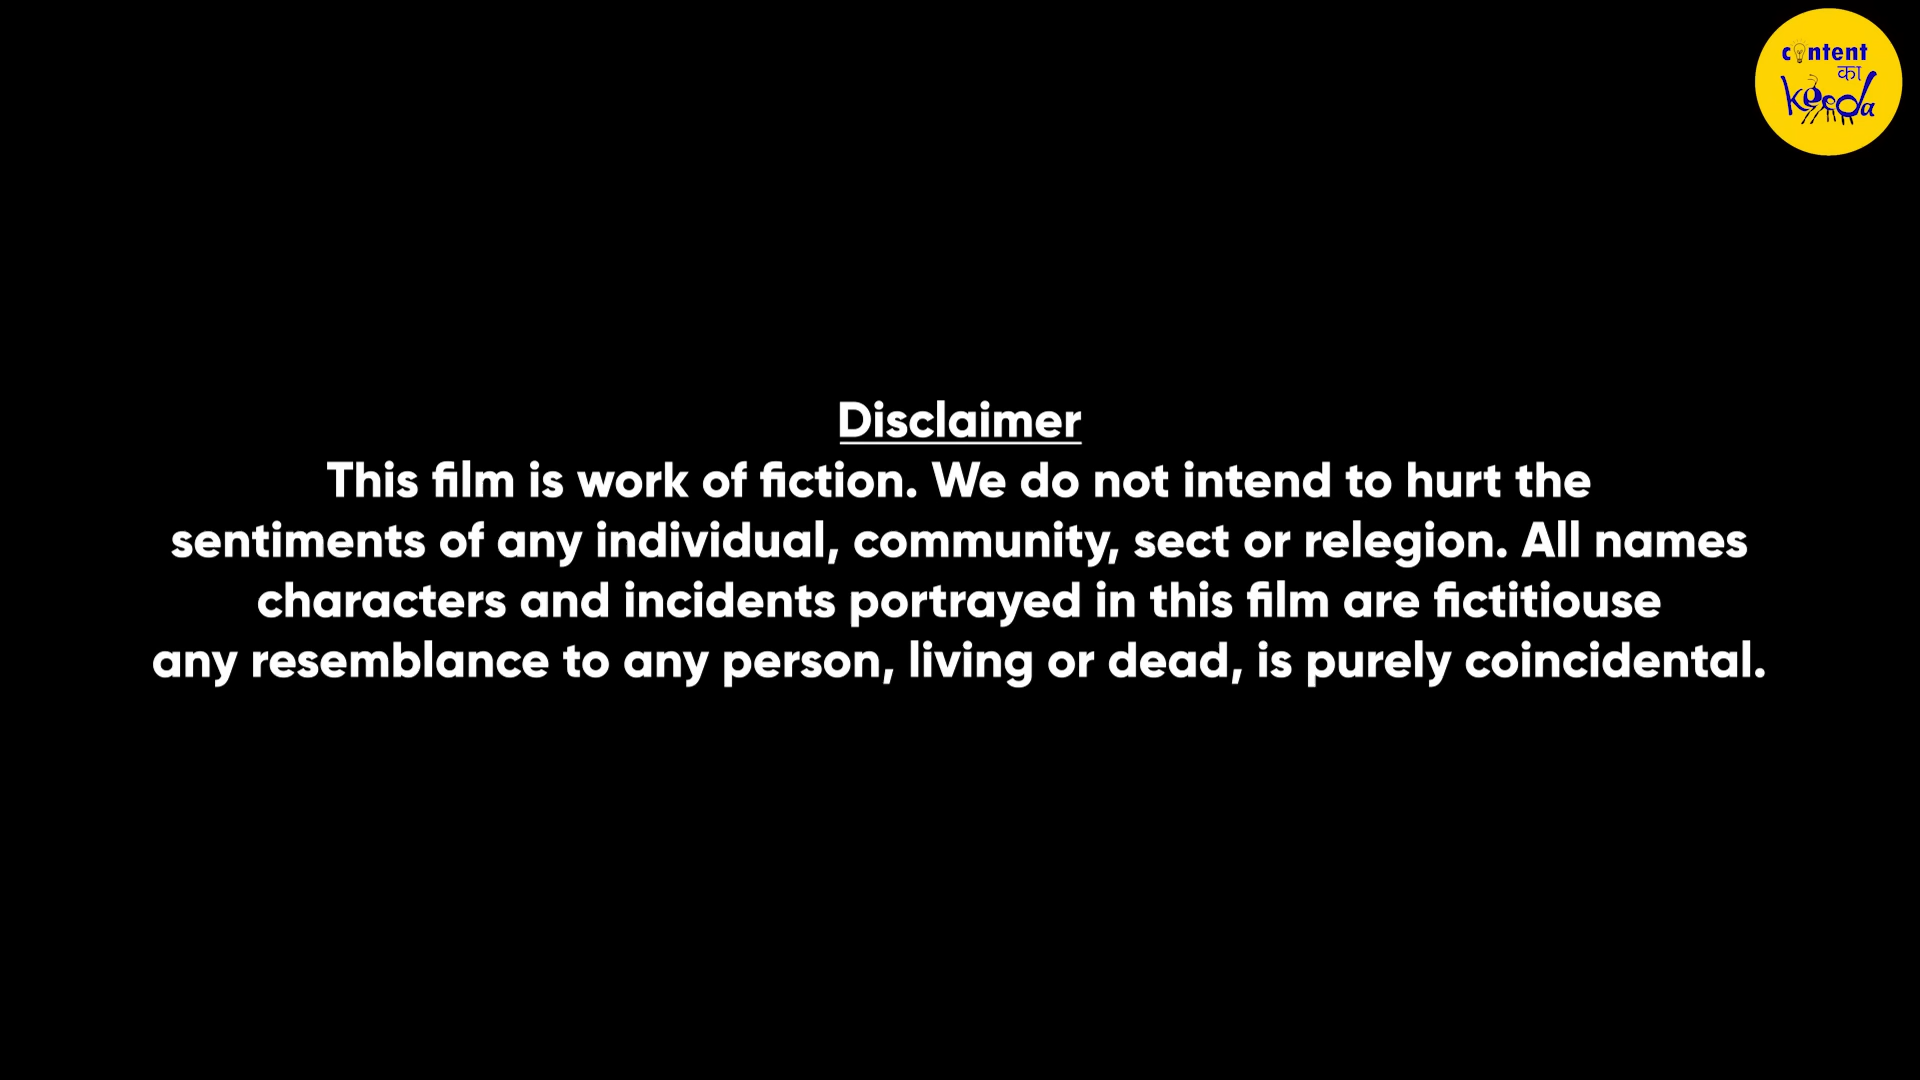 content
का
keeda
Disclaimer
This film is work of fiction. We do not intend to hurt the
sentiments of any individual, community, sect or relegion. All names
characters and incidents portrayed in this film are fictitiouse
any resemblance to any person, living or dead, is purely coincidental.